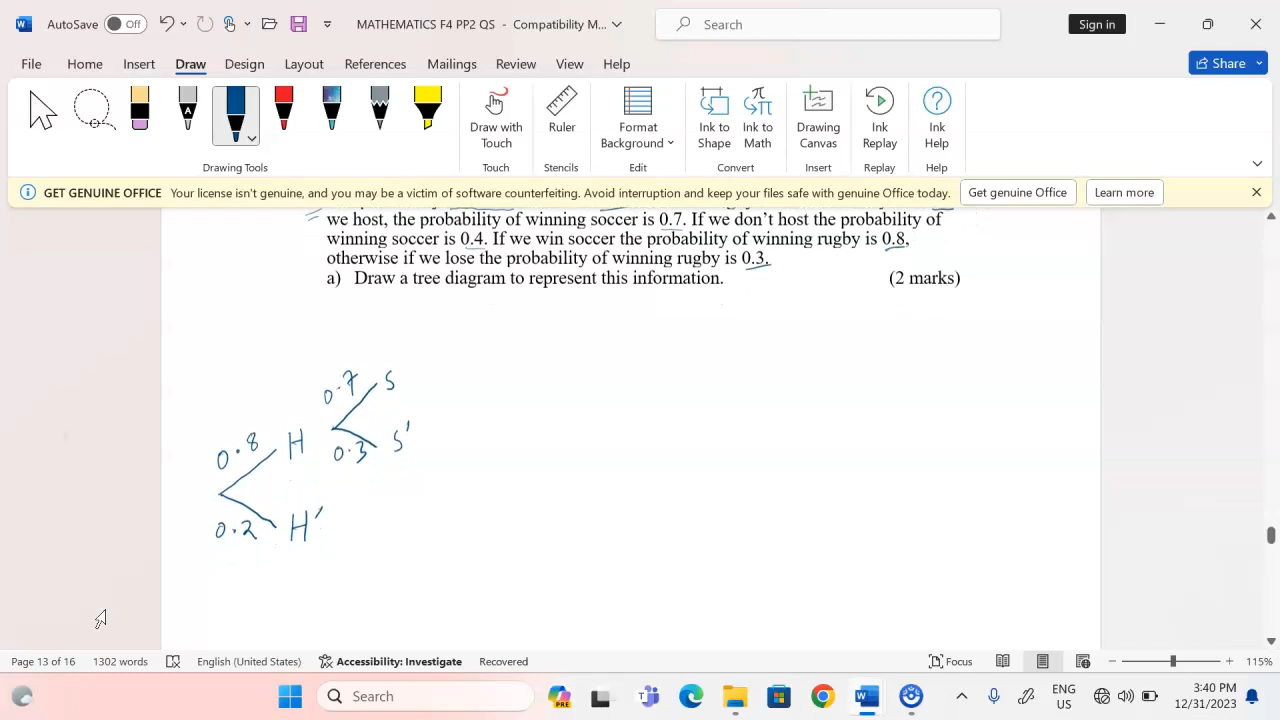 AutoSave Off MATHEMATICS F4 PP2 QS - Compatibility M... Search Sign in
File Home Insert Draw Design Layout References Mailings Review View Help Share
Draw with Touch Ruler Format Background Ink to Shape Ink to Math Drawing Canvas Ink Replay Ink Help
Drawing Tools Touch Stencils Edit Convert Insert Replay Help
GET GENUINE OFFICE Your license isn't genuine, and you may be a victim of software counterfeiting. Avoid interruption and keep your files safe with genuine Office today. Get genuine Office Learn more
we host, the probability of winning soccer is 0.7. If we don't host the probability of
winning soccer is 0.4. If we win soccer the probability of winning rugby is 0.8,
otherwise if we lose the probability of winning rugby is 0.3.
a) Draw a tree diagram to represent this information. (2 marks)
0.7 S
0.8 H 0.3 S'
0.2 H'
Page 13 of 16 1302 words English (United States) Accessibility: Investigate Recovered Focus 115%
Search PRE ENG US 3:40 PM 12/31/2023